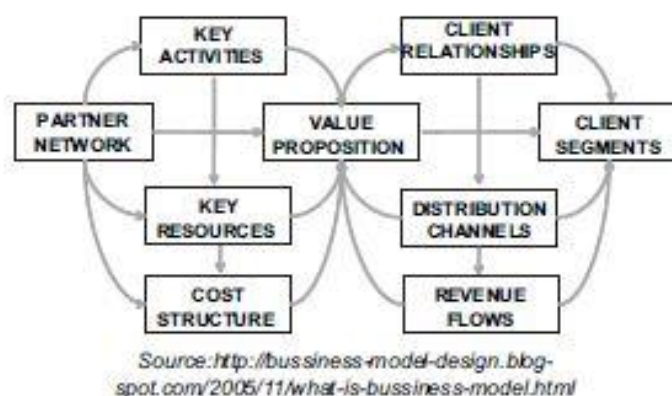 KEY
ACTIVITIES
CLIENT
RELATIONSHIPS
PARTNER
NETWORK
VALUE
PROPOSITION
CLIENT
SEGMENTS
KEY
RESOURCES
DISTRIBUTION
CHANNELS
COST
STRUCTURE
REVENUE
FLOWS
Source:http://bussiness-model-design.blog-
spot.com/2005/11/what-is-bussiness-model.html